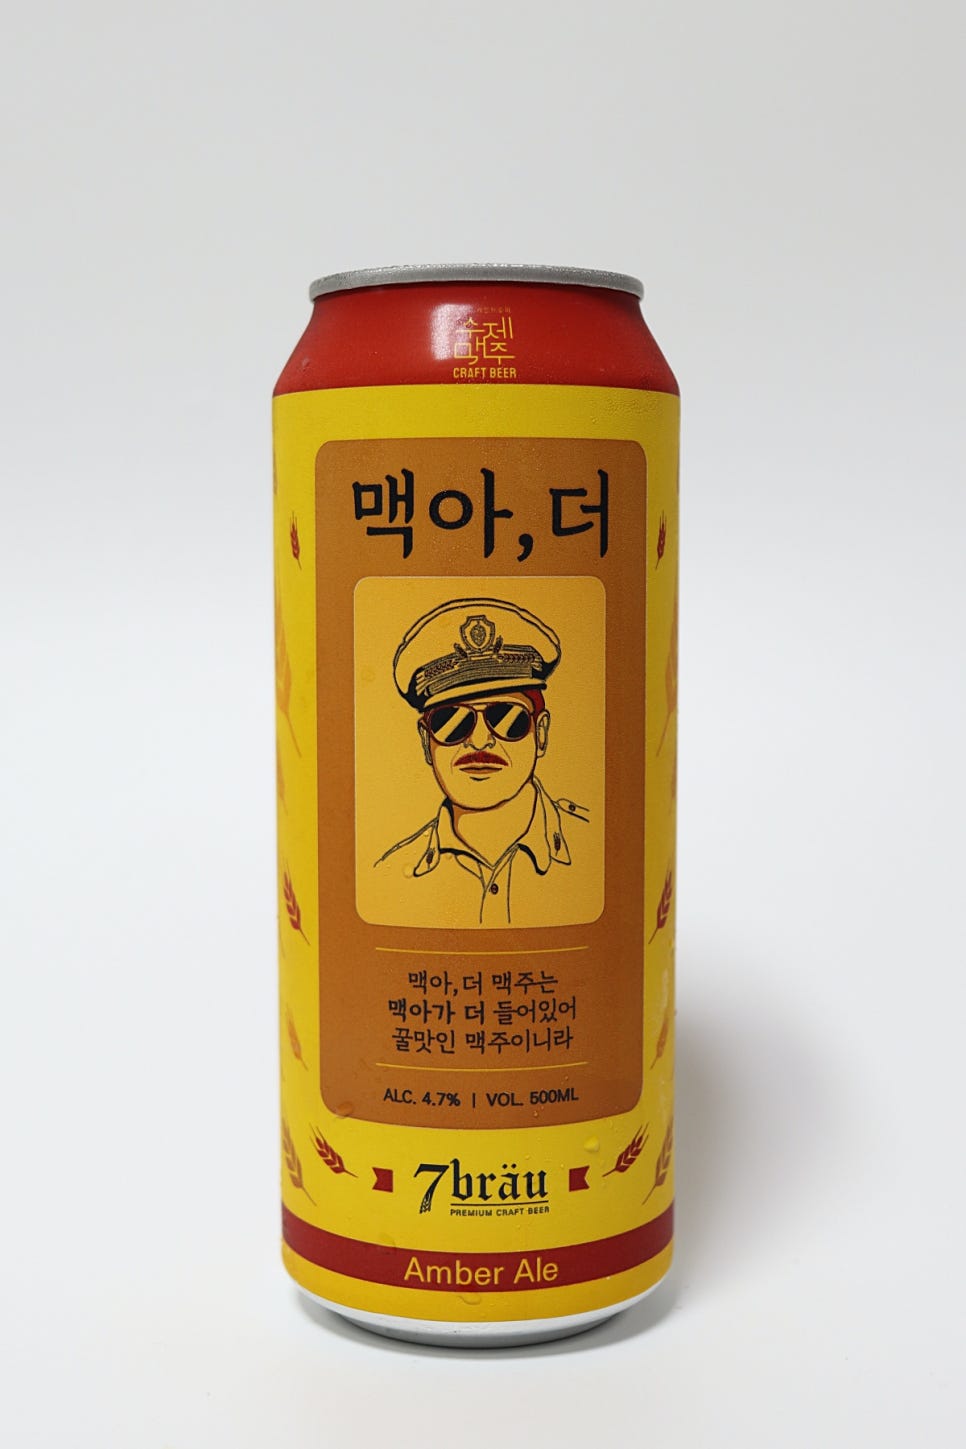 수제
맥주
CRAFT BEER
맥아,더
맥아,더 맥주는
맥아가 더 들어있어
꿀맛인 맥주이니라
ALC. 4.7% | VOL. 500ML
7bräu
PREMIUM CRAFT BEER
Amber Ale